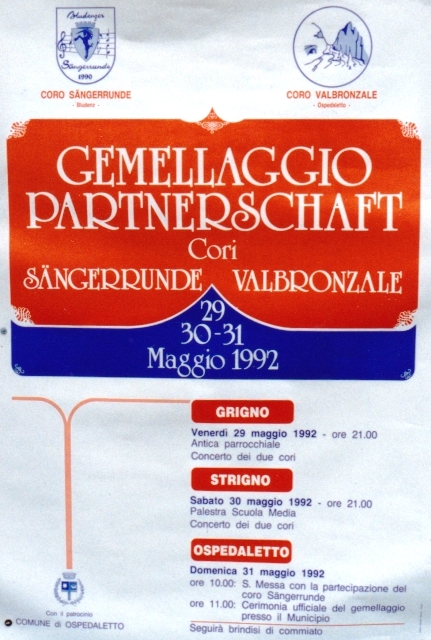 Bludenzer
Sängerrunde
1990
CORO SÄNGERRUNDE
- Bludenz -
CORO VALBRONZALE
- Ospedaletto -
GEMELLAGGIO
PARTNERSCHAFT
Cori
SÄNGERRUNDE VALBRONZALE
29
30-31
Maggio 1992
GRIGNO
Venerdi 29 maggio 1992 - ore 21.00
Antica parrocchiale
Concerto dei due cori
STRIGNO
Sabato 30 maggio 1992 - ore 21.00
Palestra Scuola Media
Concerto dei due cori
OSPEDALETTO
Domenica 31 maggio 1992
ore 10.00: S. Messa con la partecipazione del
coro Sängerrunde
ore 11.00: Cerimonia ufficiale del gemellaggio
presso il Municipio
Seguirà brindisi di commiato
Con il patrocinio
COMUNE di OSPEDALETTO